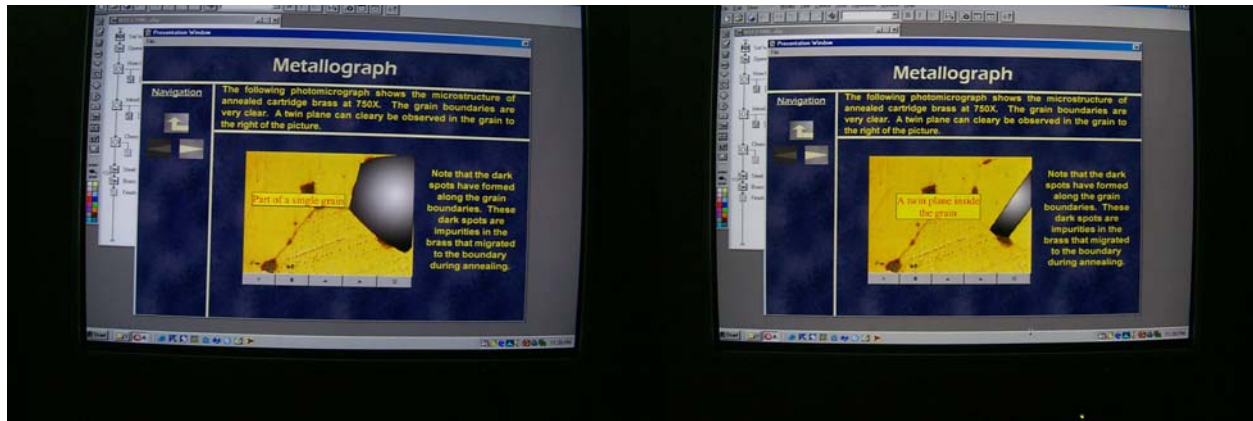 Presentation Window
File
Metallograph
Navigation
The following photomicrograph shows the microstructure of
annealed cartridge brass at 750X. The grain boundaries are
very clear. A twin plane can cleary be observed in the grain to
the right of the picture.
Part of a single grain
Note that the dark
spots have formed
along the grain
boundaries. These
dark spots are
impurities in the
brass that migrated
to the boundary
during annealing.
Presentation Window
File
Metallograph
Navigation
The following photomicrograph shows the microstructure of
annealed cartridge brass at 750X. The grain boundaries are
very clear. A twin plane can cleary be observed in the grain to
the right of the picture.
A twin plane inside
the grain
Note that the dark
spots have formed
along the grain
boundaries. These
dark spots are
impurities in the
brass that migrated
to the boundary
during annealing.